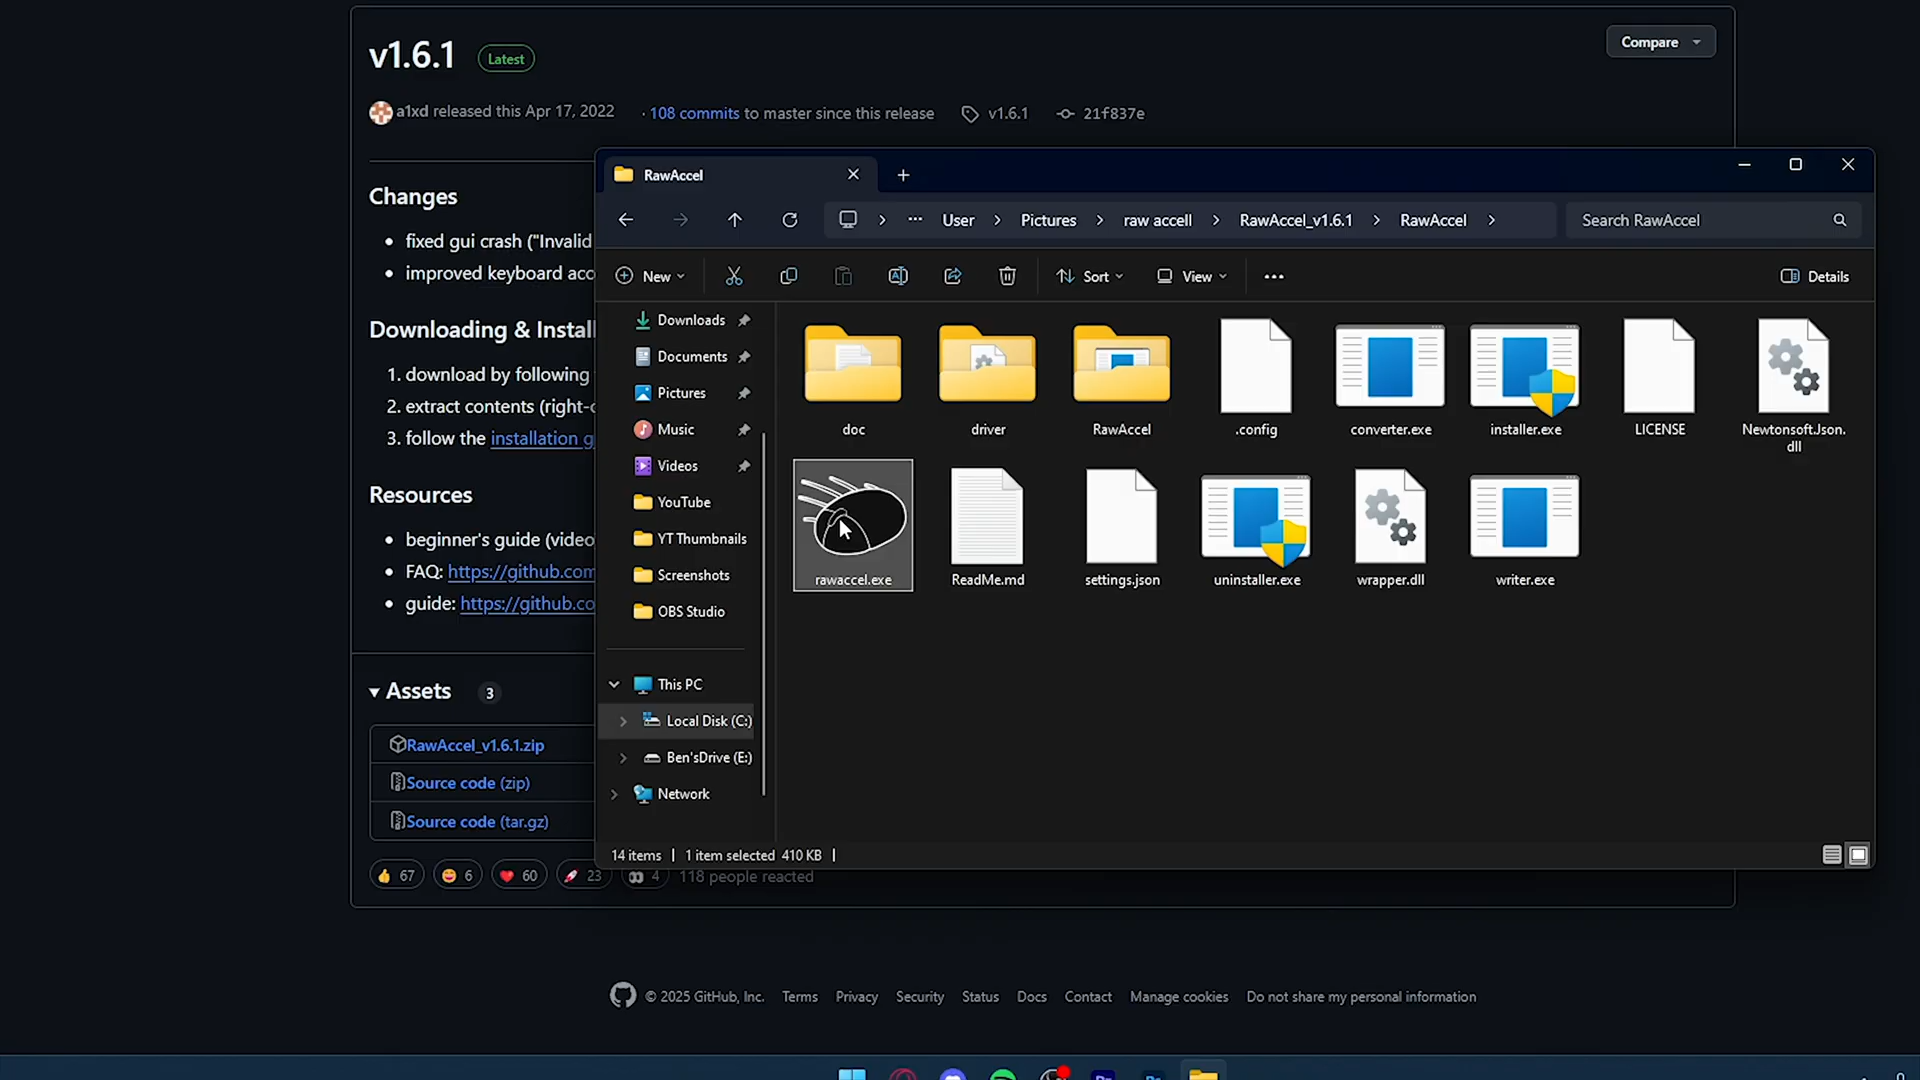 v1.6.1 Latest
Compare
a1xd released this Apr 17, 2022 · 108 commits to master since this release v1.6.1 21f837e
Changes
• fixed gui crash ("Invalid
• improved keyboard acc
Downloading & Instal
1. download by following
2. extract contents (right-c
3. follow the installation g
Resources
• beginner's guide (video
• FAQ: https://github.com
• guide: https://github.co
Assets 3
RawAccel_v1.6.1.zip
Source code (zip)
Source code (tar.gz)
67 6 60 23 4 118 people reacted
RawAccel
User > Pictures > raw accell > RawAccel_v1.6.1 > RawAccel >
Search RawAccel
New Sort View ••• Details
Downloads
Documents
Pictures
Music
Videos
YouTube
YT Thumbnails
Screenshots
OBS Studio
This PC
Local Disk (C:)
Ben'sDrive (E:)
Network
doc driver RawAccel .config converter.exe installer.exe LICENSE Newtonsoft.Json.
dll
rawaccel.exe ReadMe.md settings.json uninstaller.exe wrapper.dll writer.exe
14 items | 1 item selected 410 KB |
© 2025 GitHub, Inc. Terms Privacy Security Status Docs Contact Manage cookies Do not share my personal information